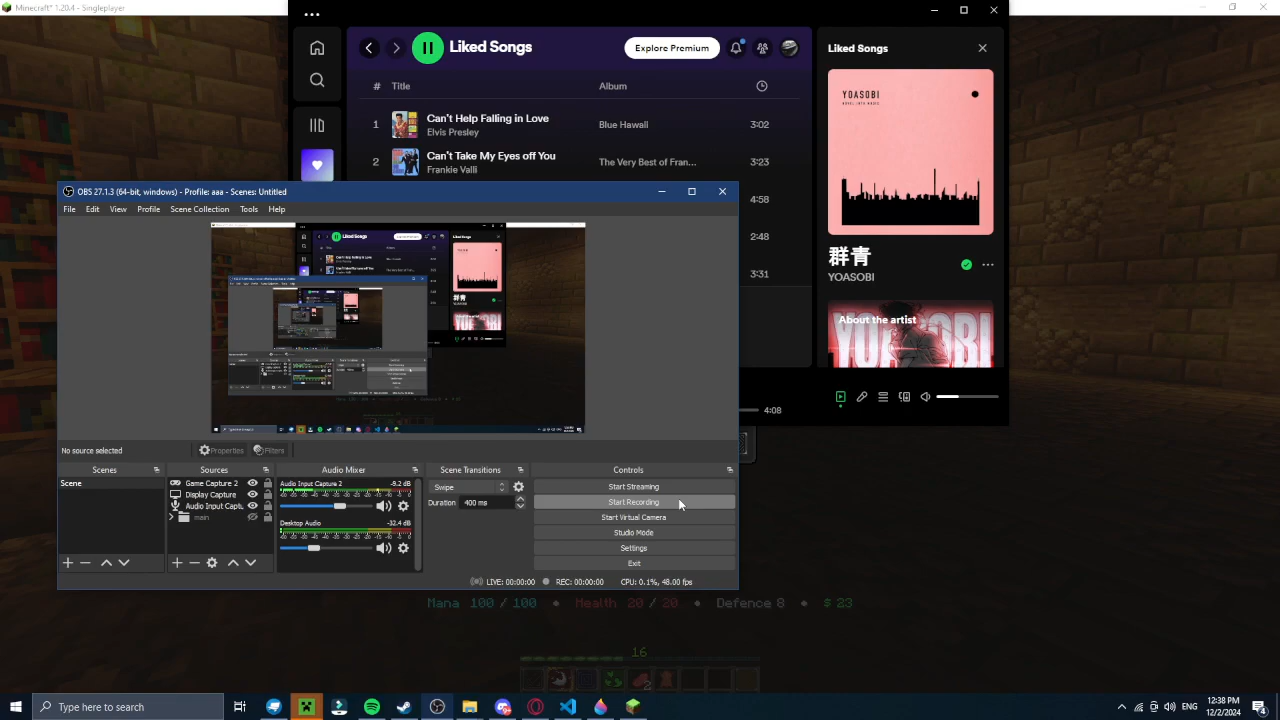 Minecraft* 1.20.4 - Singleplayer
Liked Songs
Explore Premium
# Title
Album
1
Can't Help Falling in Love
Elvis Presley
Blue Hawaii
3:02
2
Can't Take My Eyes off You
Frankie Valli
The Very Best of Fran...
3:23
4:58
2:48
3:31
4:08
Liked Songs
YOASOBI
群青
YOASOBI
About the artist
OBS 27.1.3 (64-bit, windows) - Profile: aaa - Scenes: Untitled
File Edit View Profile Scene Collection Tools Help
No source selected
Properties
Filters
Scenes
Scene
Sources
Game Capture 2
Display Capture
Audio Input Captu
main
Audio Mixer
Audio Input Capture 2
-9.2 dB
Desktop Audio
-32.4 dB
Scene Transitions
Swipe
Duration 400 ms
Controls
Start Streaming
Start Recording
Start Virtual Camera
Studio Mode
Settings
Exit
LIVE: 00:00:00
REC: 00:00:00
CPU: 0.1%, 48.00 fps
Mana 100/100 • Health 20/20 • Defence 8 • $ 23
16
Type here to search
ENG
12:38 PM
12/2/2024
4